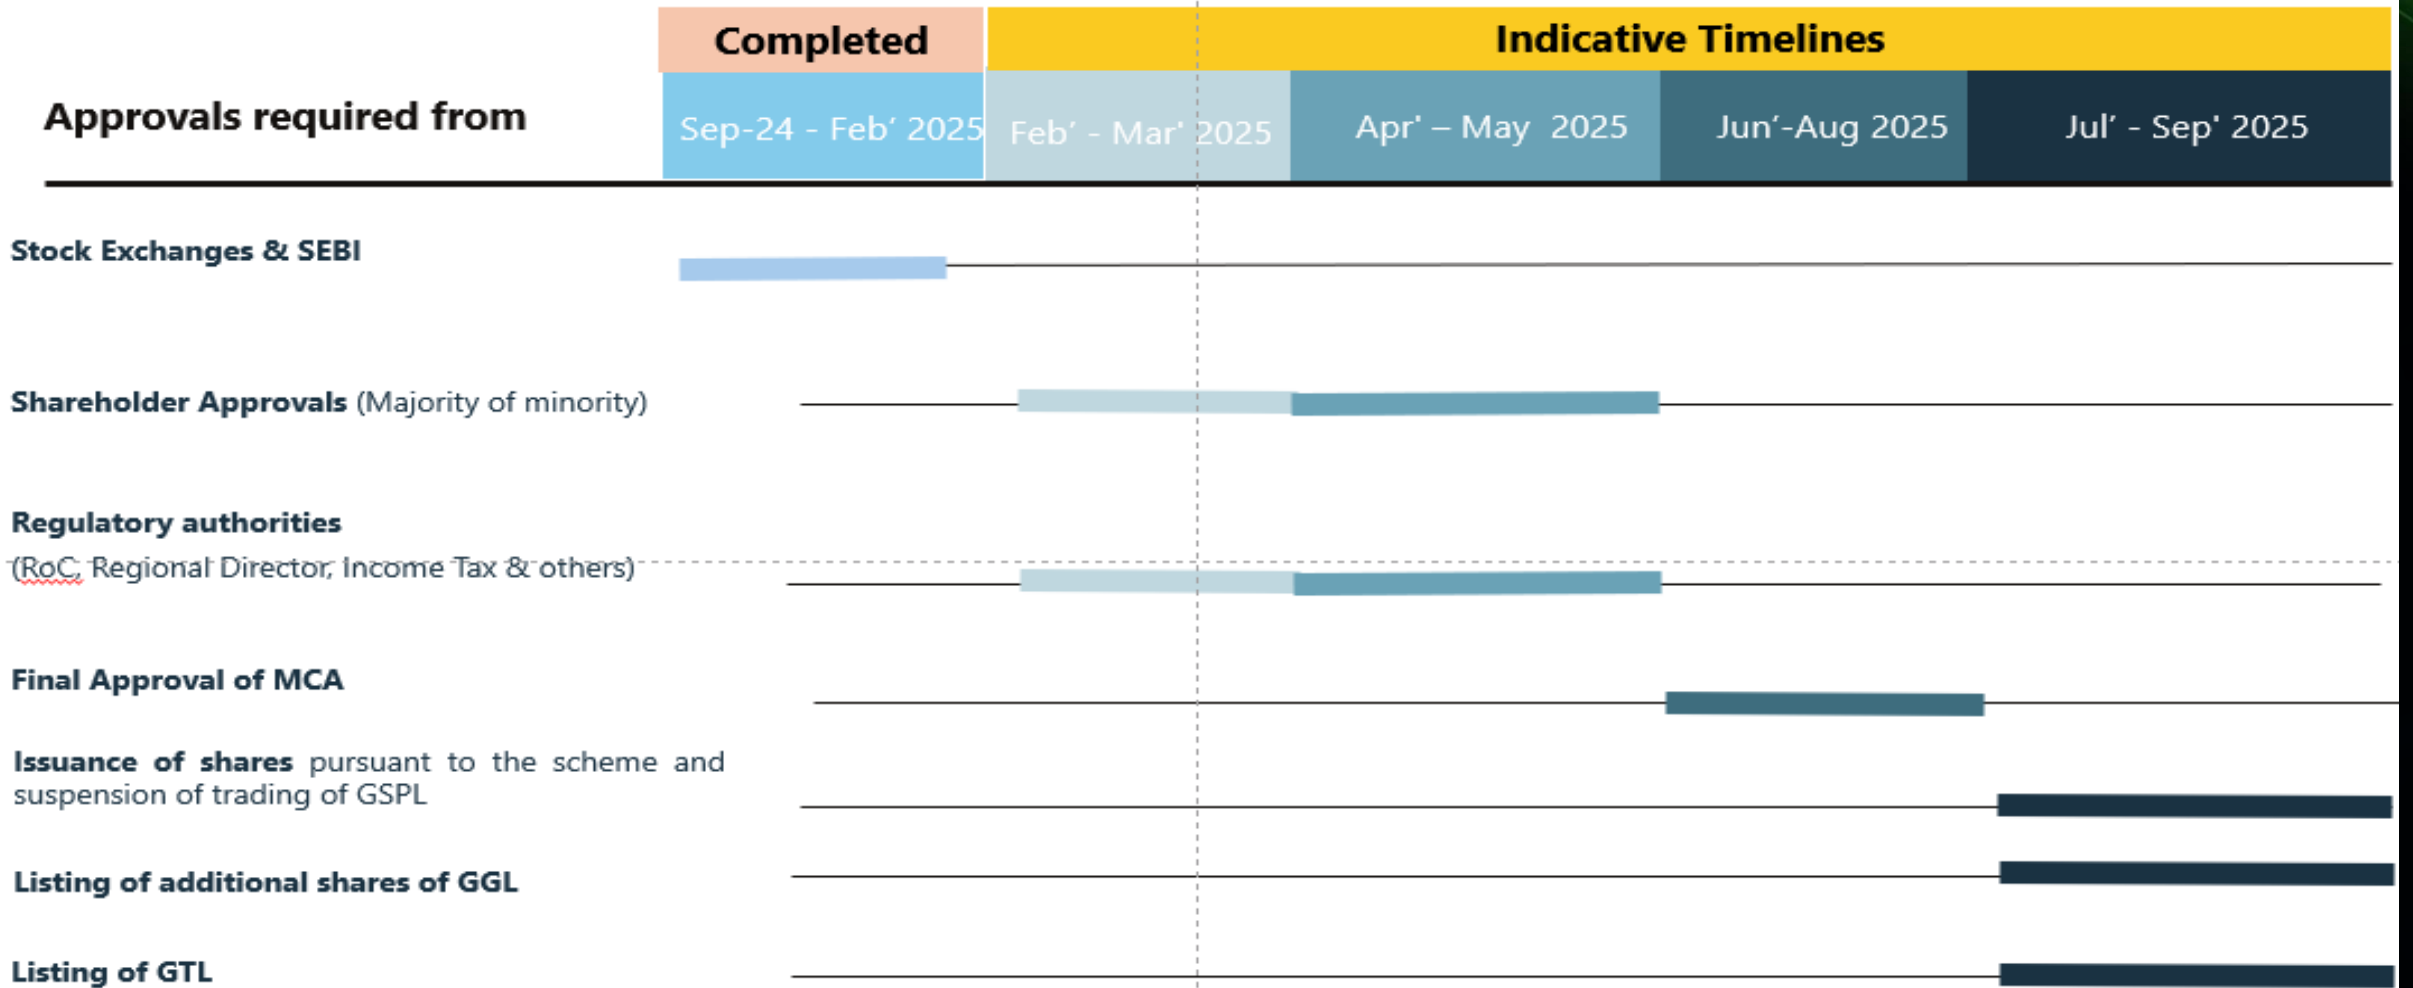 Completed
Indicative Timelines
Approvals required from
Sep-24 - Feb’ 2025
Feb’ - Mar' 2025
Apr' – May  2025
Jun’-Aug 2025
Jul’ - Sep' 2025
Stock Exchanges & SEBI
Shareholder Approvals (Majority of minority)
Regulatory authorities
(RoC, Regional Director, Income Tax & others)
Final Approval of MCA
Issuance of shares pursuant to the scheme and
suspension of trading of GSPL
Listing of additional shares of GGL
Listing of GTL